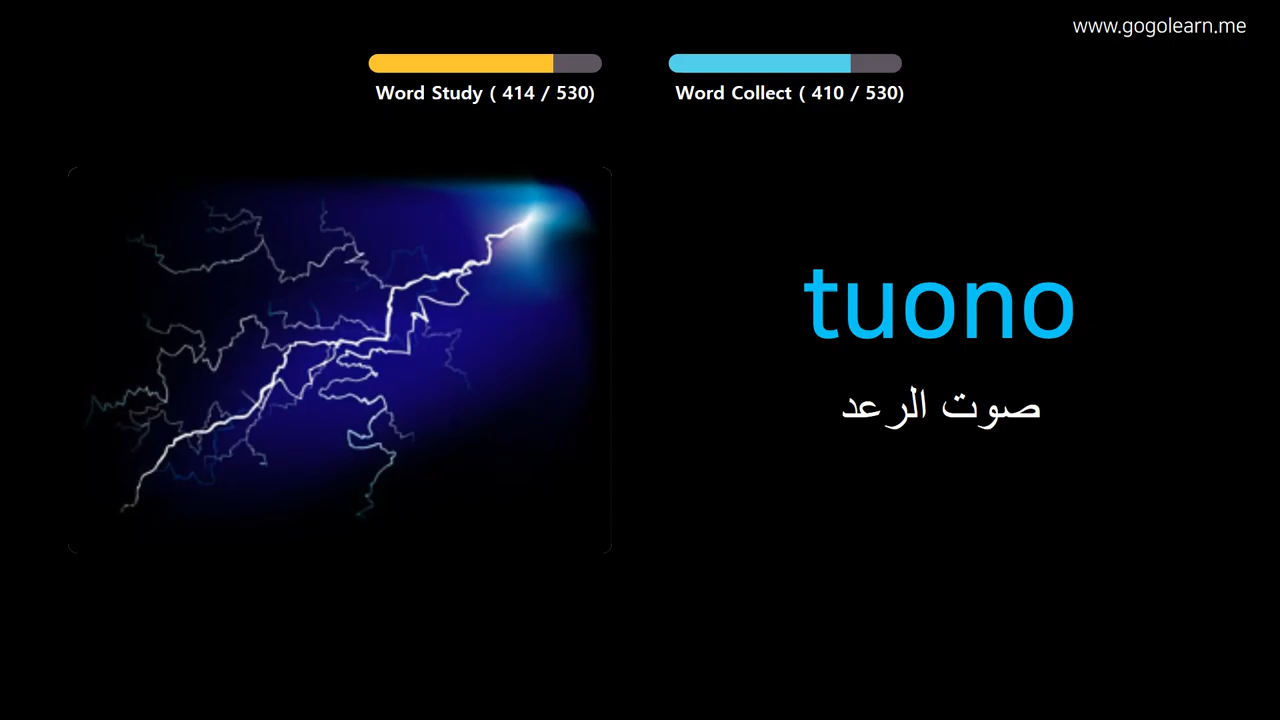 www.gogolearn.me
Word Study ( 414 / 530)
Word Collect ( 410 / 530)
tuono
صوت الرعد